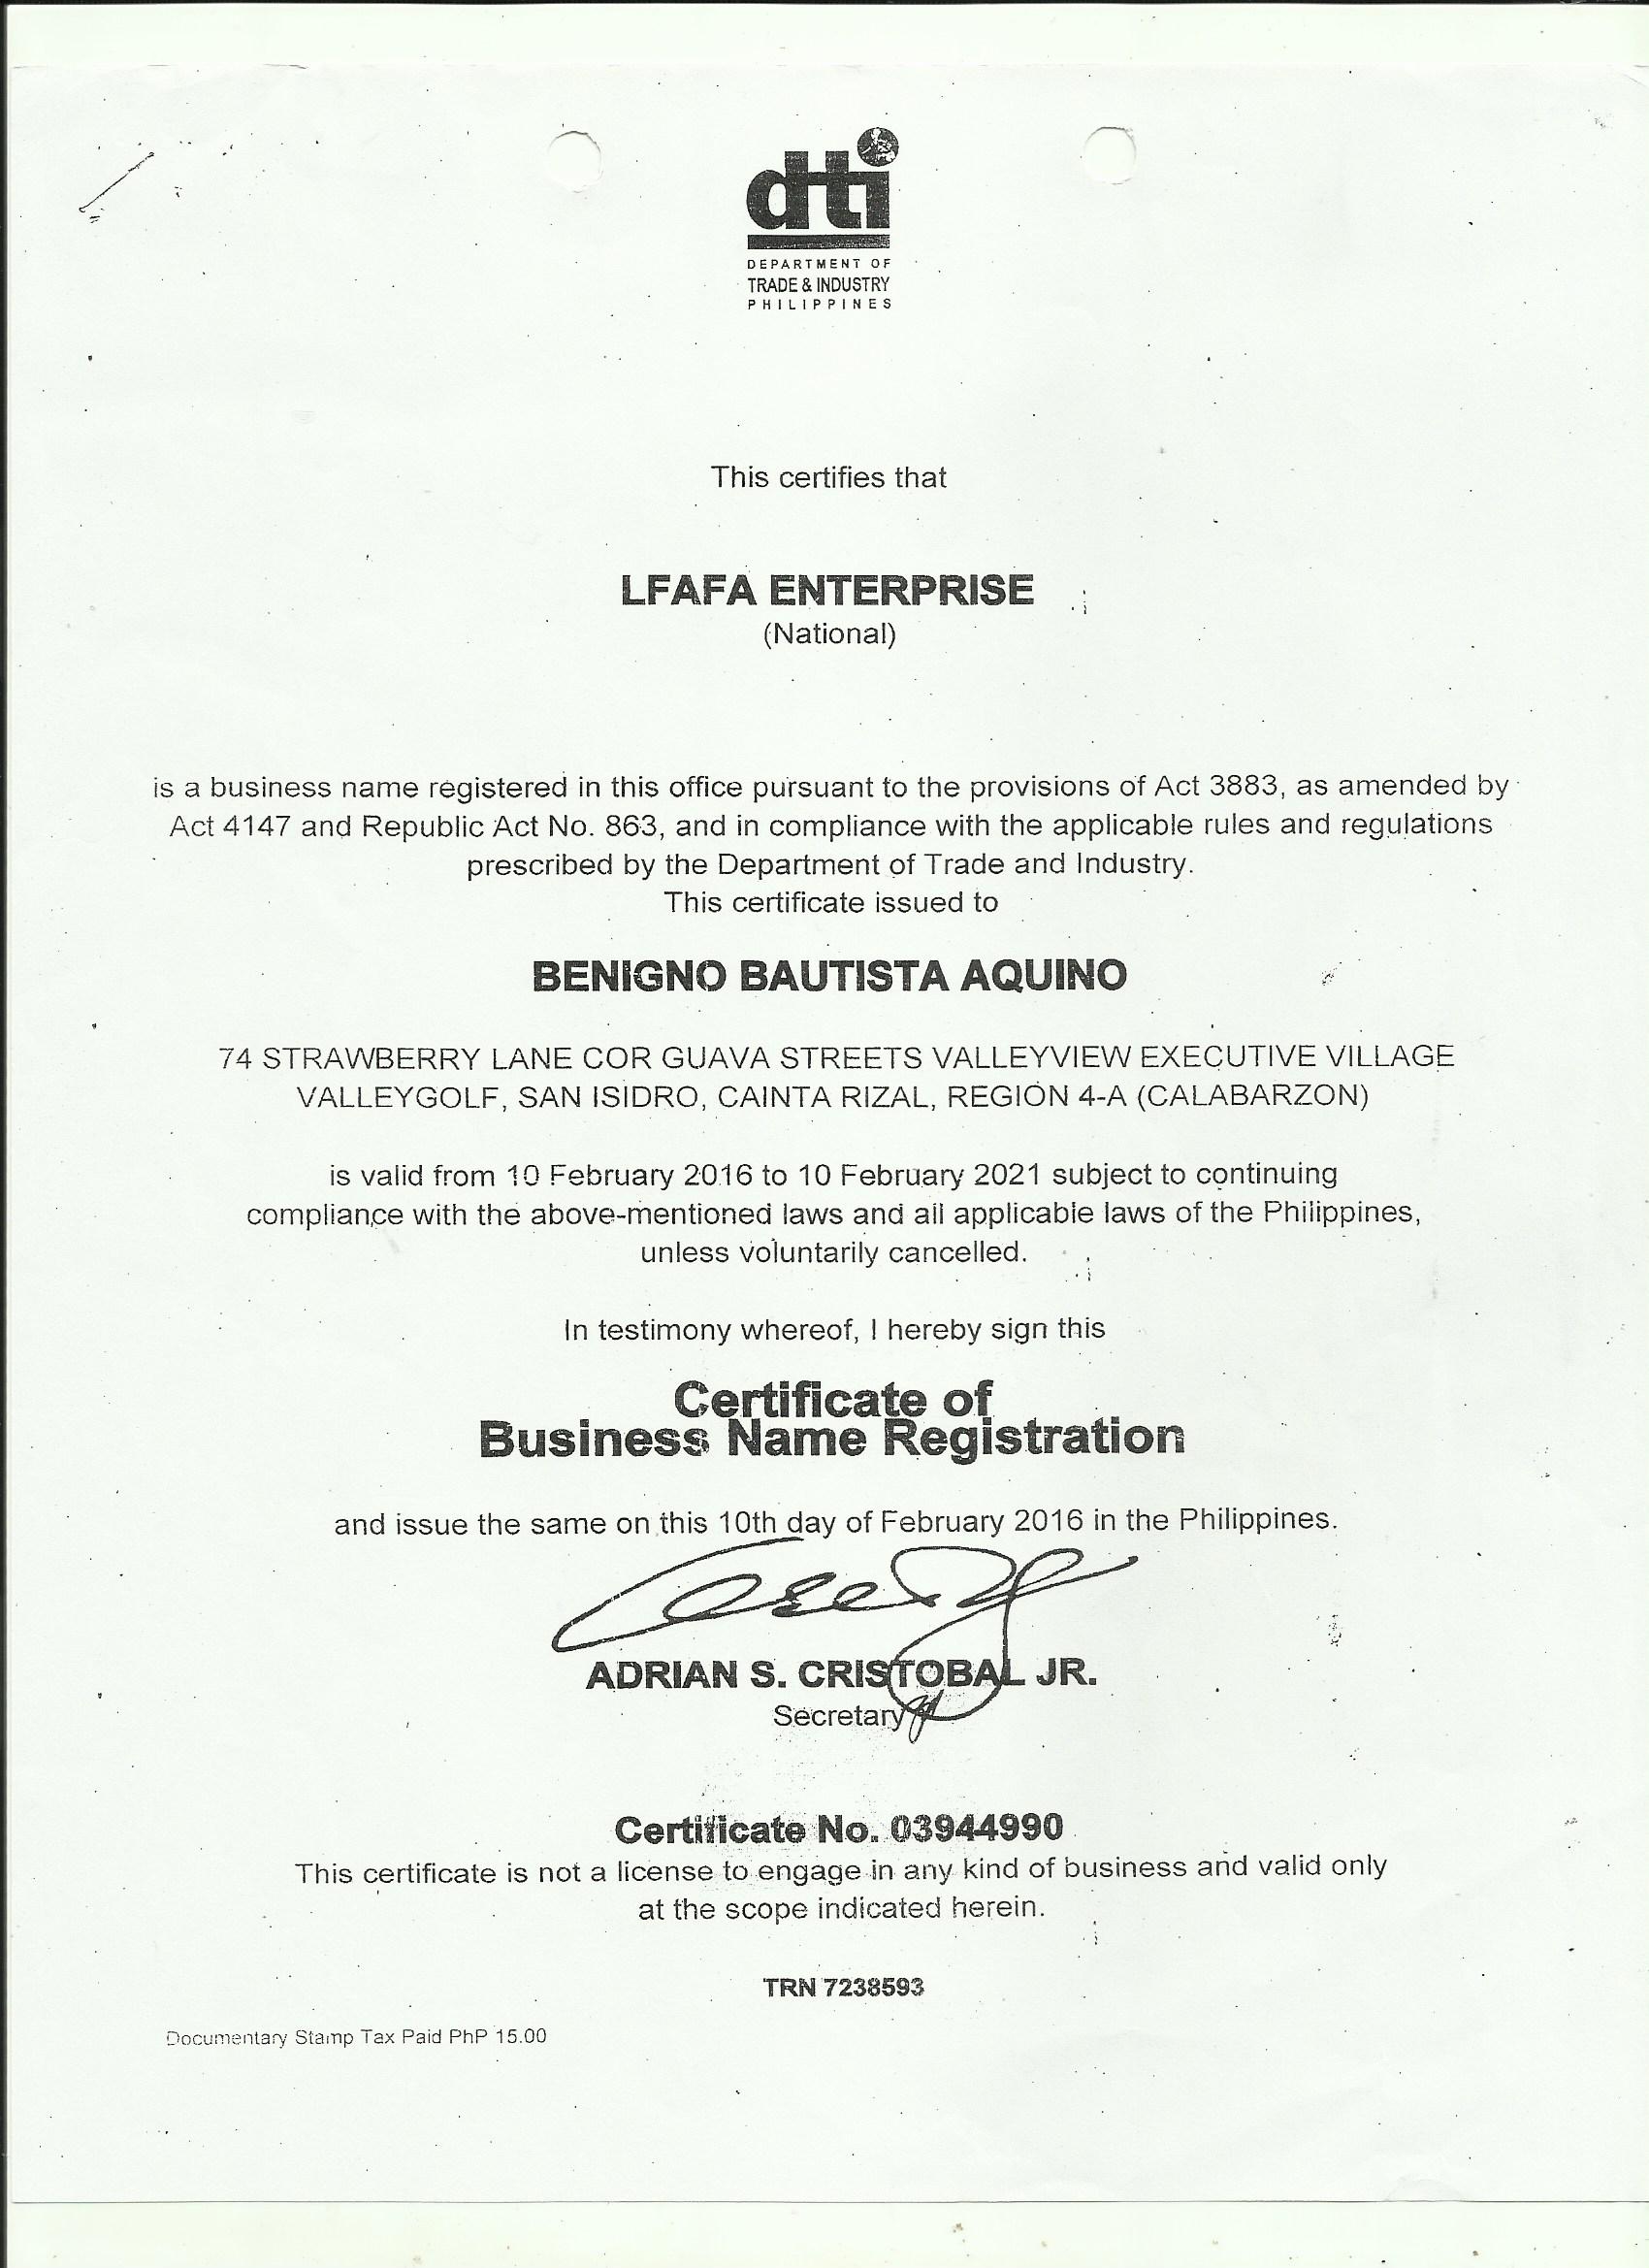 dti
DEPARTMENT OF
TRADE & INDUSTRY
PHILIPPINES
This certifies that
LFAFA ENTERPRISE
(National)
is a business name registered in this office pursuant to the provisions of Act 3883, as amended by
Act 4147 and Republic Act No. 863, and in compliance with the applicable rules and regulations
prescribed by the Department of Trade and Industry.
This certificate issued to
BENIGNO BAUTISTA AQUINO
74 STRAWBERRY LANE COR GUAVA STREETS VALLEYVIEW EXECUTIVE VILLAGE
VALLEYGOLF, SAN ISIDRO, CAINTA RIZAL, REGION 4-A (CALABARZON)
is valid from 10 February 2016 to 10 February 2021 subject to continuing
compliance with the above-mentioned laws and all applicable laws of the Philippines,
unless voluntarily cancelled.
In testimony whereof, I hereby sign this
Certificate of
Business Name Registration
and issue the same on this 10th day of February 2016 in the Philippines.
ADRIAN S. CRISTOBAL JR.
Secretary
Certificate No. 03944990
This certificate is not a license to engage in any kind of business and valid only
at the scope indicated herein.
TRN 7238593
Documentary Stamp Tax Paid PhP 15.00